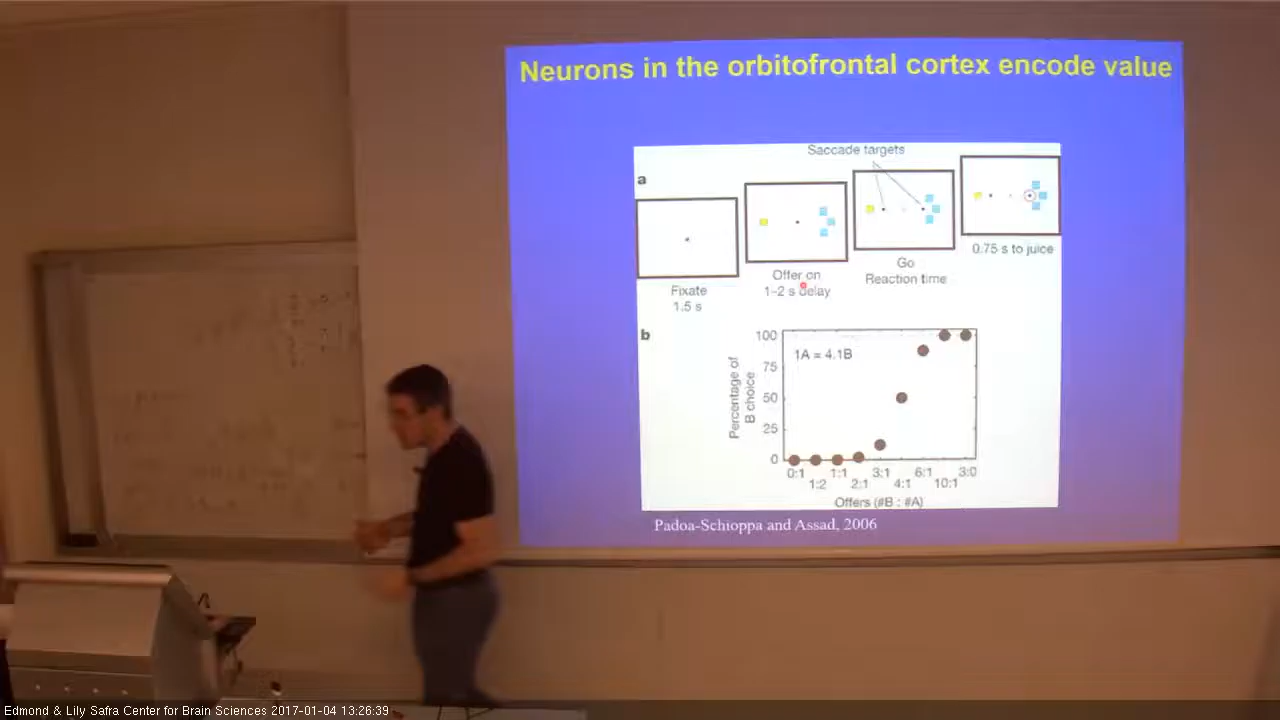 Neurons in the orbitofrontal cortex encode value
Saccade targets
a
Fixate
1.5 s
Offer on
1–2 s delay
Go
Reaction time
0.75 s to juice
b
1A = 4.1B
Percentage of
B choice
100
75
50
25
0
0:1
1:2
1:1
2:1
3:1
4:1
6:1
10:1
3:0
Offers (#B : #A)
Padoa-Schioppa and Assad, 2006
Edmond & Lily Safra Center for Brain Sciences 2017-01-04 13:26:39